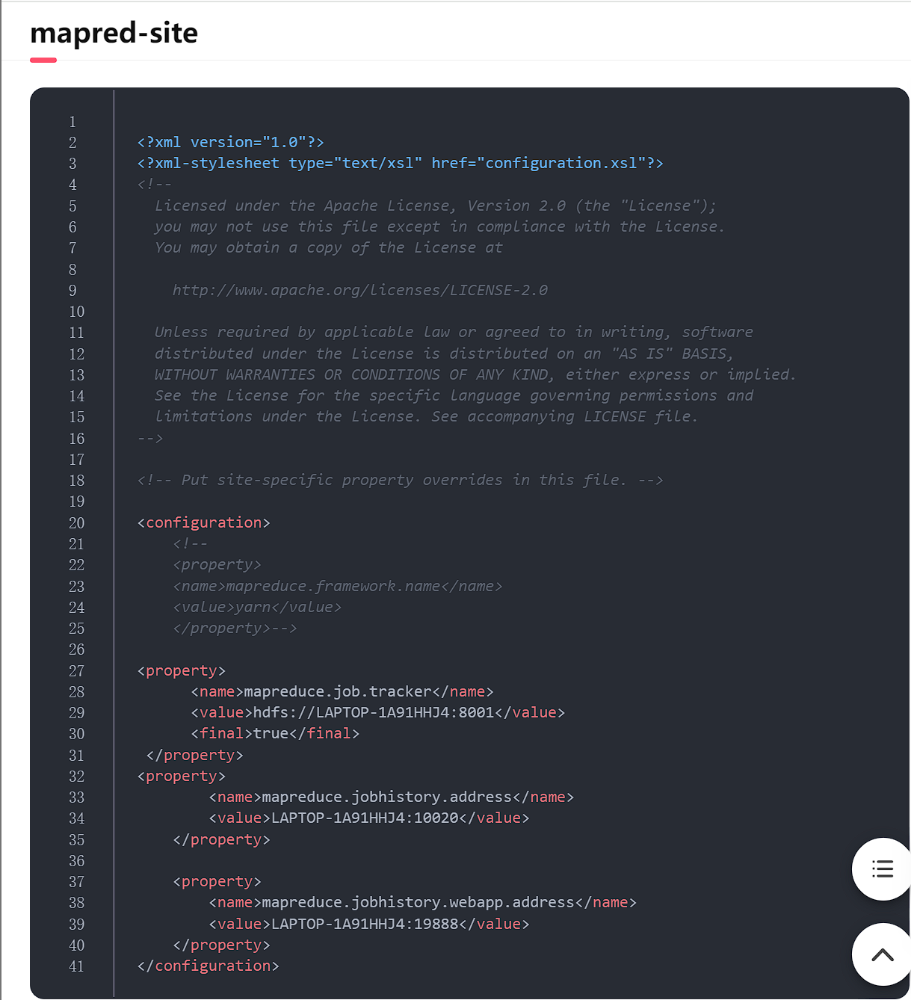 mapred-site
1
2 <?xml version="1.0"?>
3 <?xml-stylesheet type="text/xsl" href="configuration.xsl"?>
4 <!--
5   Licensed under the Apache License, Version 2.0 (the "License");
6   you may not use this file except in compliance with the License.
7   You may obtain a copy of the License at
8
9     http://www.apache.org/licenses/LICENSE-2.0
10
11   Unless required by applicable law or agreed to in writing, software
12   distributed under the License is distributed on an "AS IS" BASIS,
13   WITHOUT WARRANTIES OR CONDITIONS OF ANY KIND, either express or implied.
14   See the License for the specific language governing permissions and
15   limitations under the License. See accompanying LICENSE file.
16 -->
17
18 <!-- Put site-specific property overrides in this file. -->
19
20 <configuration>
21     <!--
22     <property>
23     <name>mapreduce.framework.name</name>
24     <value>yarn</value>
25     </property>-->
26
27 <property>
28       <name>mapreduce.job.tracker</name>
29       <value>hdfs://LAPTOP-1A91HHJ4:8001</value>
30       <final>true</final>
31  </property>
32 <property>
33         <name>mapreduce.jobhistory.address</name>
34         <value>LAPTOP-1A91HHJ4:10020</value>
35     </property>
36
37     <property>
38         <name>mapreduce.jobhistory.webapp.address</name>
39         <value>LAPTOP-1A91HHJ4:19888</value>
40     </property>
41 </configuration>